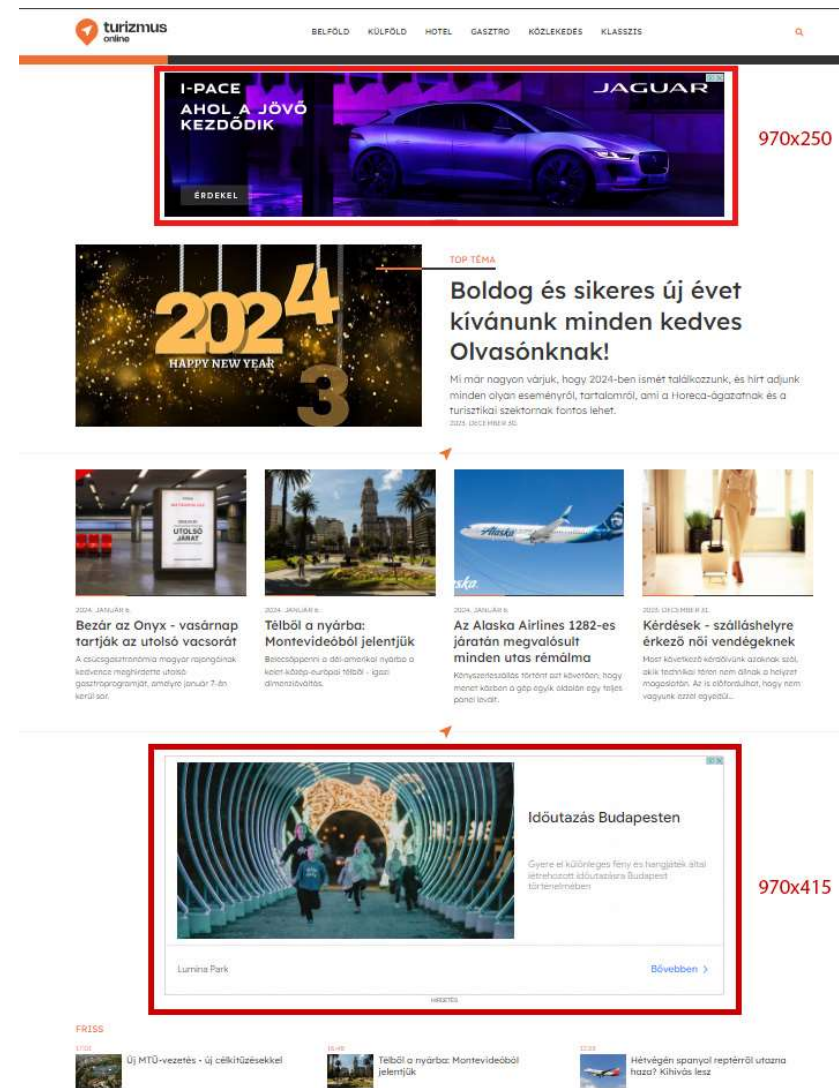 turizmus
online
BELFÖLD KÜLFÖLD HOTEL GASZTRO KÖZLEKEDÉS KLASSZIS
I-PACE
AHOL A JÖVŐ
KEZDŐDIK
JAGUAR
ÉRDEKEL
970x250
2024
HAPPY NEW YEAR
3
TOP TÉMA
Boldog és sikeres új évet
kívánunk minden kedves
Olvasónknak!
Mi már nagyon várjuk, hogy 2024-ben ismét találkozzunk, és hírt adjunk
minden olyan eseményről, tartalomról, ami a Horeca-ágazatnak és a
turisztikai szektornak fontos lehet.
2023. DECEMBER 30.
UTOLSÓ
JÁRAT
2024. JANUÁR 6.
Bezár az Onyx - vasárnap
tartják az utolsó vacsorát
A csúcsgasztronómia magyar rajongóinak
kedvence meghirdette utolsó
gasztroprogramját, amelyre január 7-én
kerül sor.
2024. JANUÁR 6.
Télből a nyárba:
Montevideóból jelentjük
Belecsöppenni a dél-amerikai nyárba a
kelet-közép-európai télből - igazi
dimenzióváltás.
Alaska
ska.
2024. JANUÁR 6.
Az Alaska Airlines 1282-es
járatán megvalósult
minden utas rémálma
Kényszerleszállás történt azt követően, hogy
menet közben a gép egyik oldalán egy teljes
panel levált.
2023. DECEMBER 31.
Kérdések - szálláshelyre
érkező női vendégeknek
Most következő kérdőívünk azoknak szól,
akik technikai téren nem állnak a helyzet
magaslatán. Az is előfordulhat, hogy nem
vagyunk ezzel egyedül...
Időutazás Budapesten
Gyere el különleges fény és hangjáték által
létrehozott időutazásra Budapest
történelmében
Lumina Park
Bővebben >
HIRDETÉS
970x415
FRISS
Új MTÜ-vezetés - új célkitűzésekkel
Télből a nyárba: Montevideóból
jelentjük
Hétvégén spanyol reptérről utazna
haza? Kihívás lesz